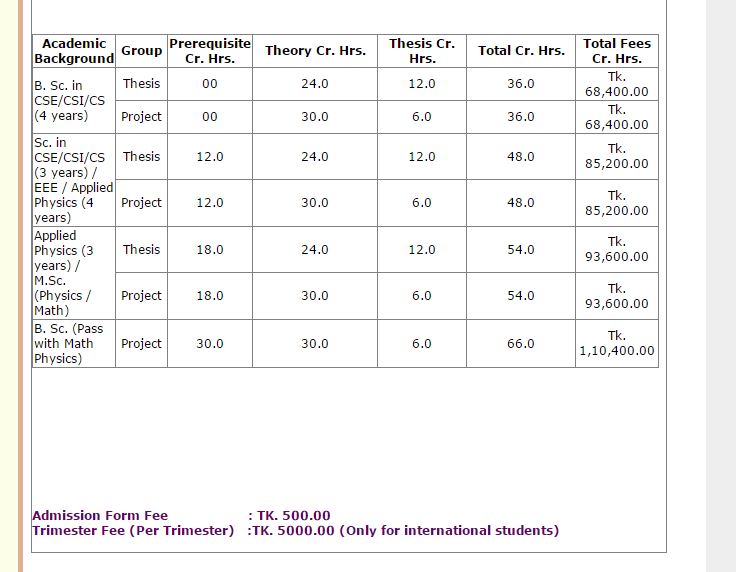 Academic Background Group Prerequisite Cr. Hrs. Theory Cr. Hrs. Thesis Cr. Hrs. Total Cr. Hrs. Total Fees Cr. Hrs.
B. Sc. in
CSE/CSI/CS
(4 years)
Thesis 00 24.0 12.0 36.0 Tk. 68,400.00
Project 00 30.0 6.0 36.0 Tk. 68,400.00
Sc. in
CSE/CSI/CS
(3 years) /
EEE / Applied
Physics (4
years)
Thesis 12.0 24.0 12.0 48.0 Tk. 85,200.00
Project 12.0 30.0 6.0 48.0 Tk. 85,200.00
Applied
Physics (3
years) /
M.Sc.
(Physics /
Math)
Thesis 18.0 24.0 12.0 54.0 Tk. 93,600.00
Project 18.0 30.0 6.0 54.0 Tk. 93,600.00
B. Sc. (Pass
with Math
Physics)
Project 30.0 30.0 6.0 66.0 Tk. 1,10,400.00
Admission Form Fee : TK. 500.00
Trimester Fee (Per Trimester) :TK. 5000.00 (Only for international students)